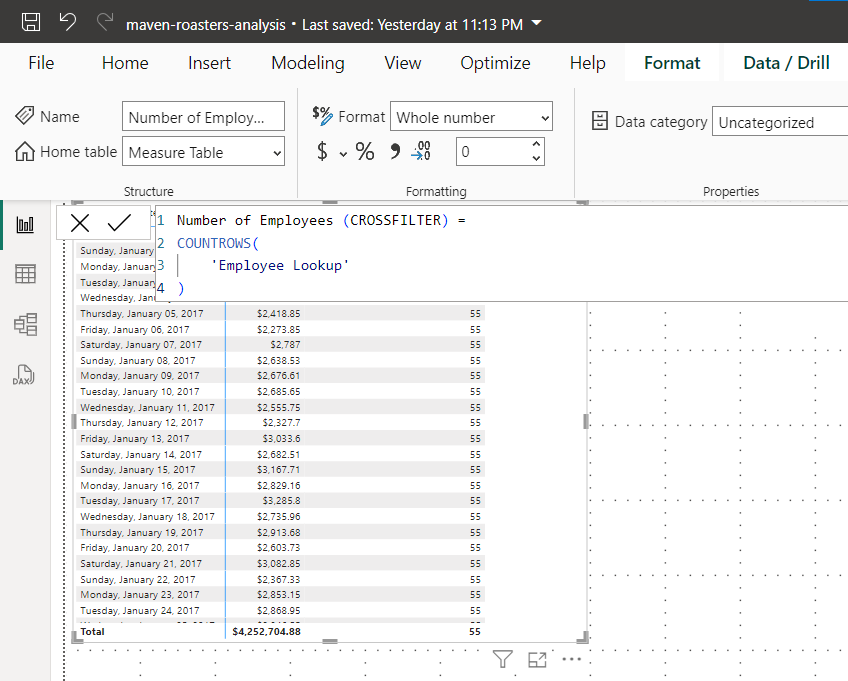 maven-roasters-analysis • Last saved: Yesterday at 11:13 PM
File Home Insert Modeling View Optimize Help Format Data / Drill
Name Number of Employ... $% Format Whole number Data category Uncategorized
Home table Measure Table $ % , .00 0
Structure Formatting Properties
1 Number of Employees (CROSSFILTER) =
2 COUNTROWS(
3 'Employee Lookup'
4 )
Sunday, January
Monday, January
Tuesday, January
Wednesday, Janu
Thursday, January 05, 2017 $2,418.85 55
Friday, January 06, 2017 $2,273.85 55
Saturday, January 07, 2017 $2,787 55
Sunday, January 08, 2017 $2,638.53 55
Monday, January 09, 2017 $2,676.61 55
Tuesday, January 10, 2017 $2,685.65 55
Wednesday, January 11, 2017 $2,555.75 55
Thursday, January 12, 2017 $2,327.7 55
Friday, January 13, 2017 $3,033.6 55
Saturday, January 14, 2017 $2,682.51 55
Sunday, January 15, 2017 $3,167.71 55
Monday, January 16, 2017 $2,829.16 55
Tuesday, January 17, 2017 $3,285.8 55
Wednesday, January 18, 2017 $2,735.96 55
Thursday, January 19, 2017 $2,913.68 55
Friday, January 20, 2017 $2,603.73 55
Saturday, January 21, 2017 $3,082.85 55
Sunday, January 22, 2017 $2,367.33 55
Monday, January 23, 2017 $2,853.15 55
Tuesday, January 24, 2017 $2,868.95 55
Total $4,252,704.88 55
DAX